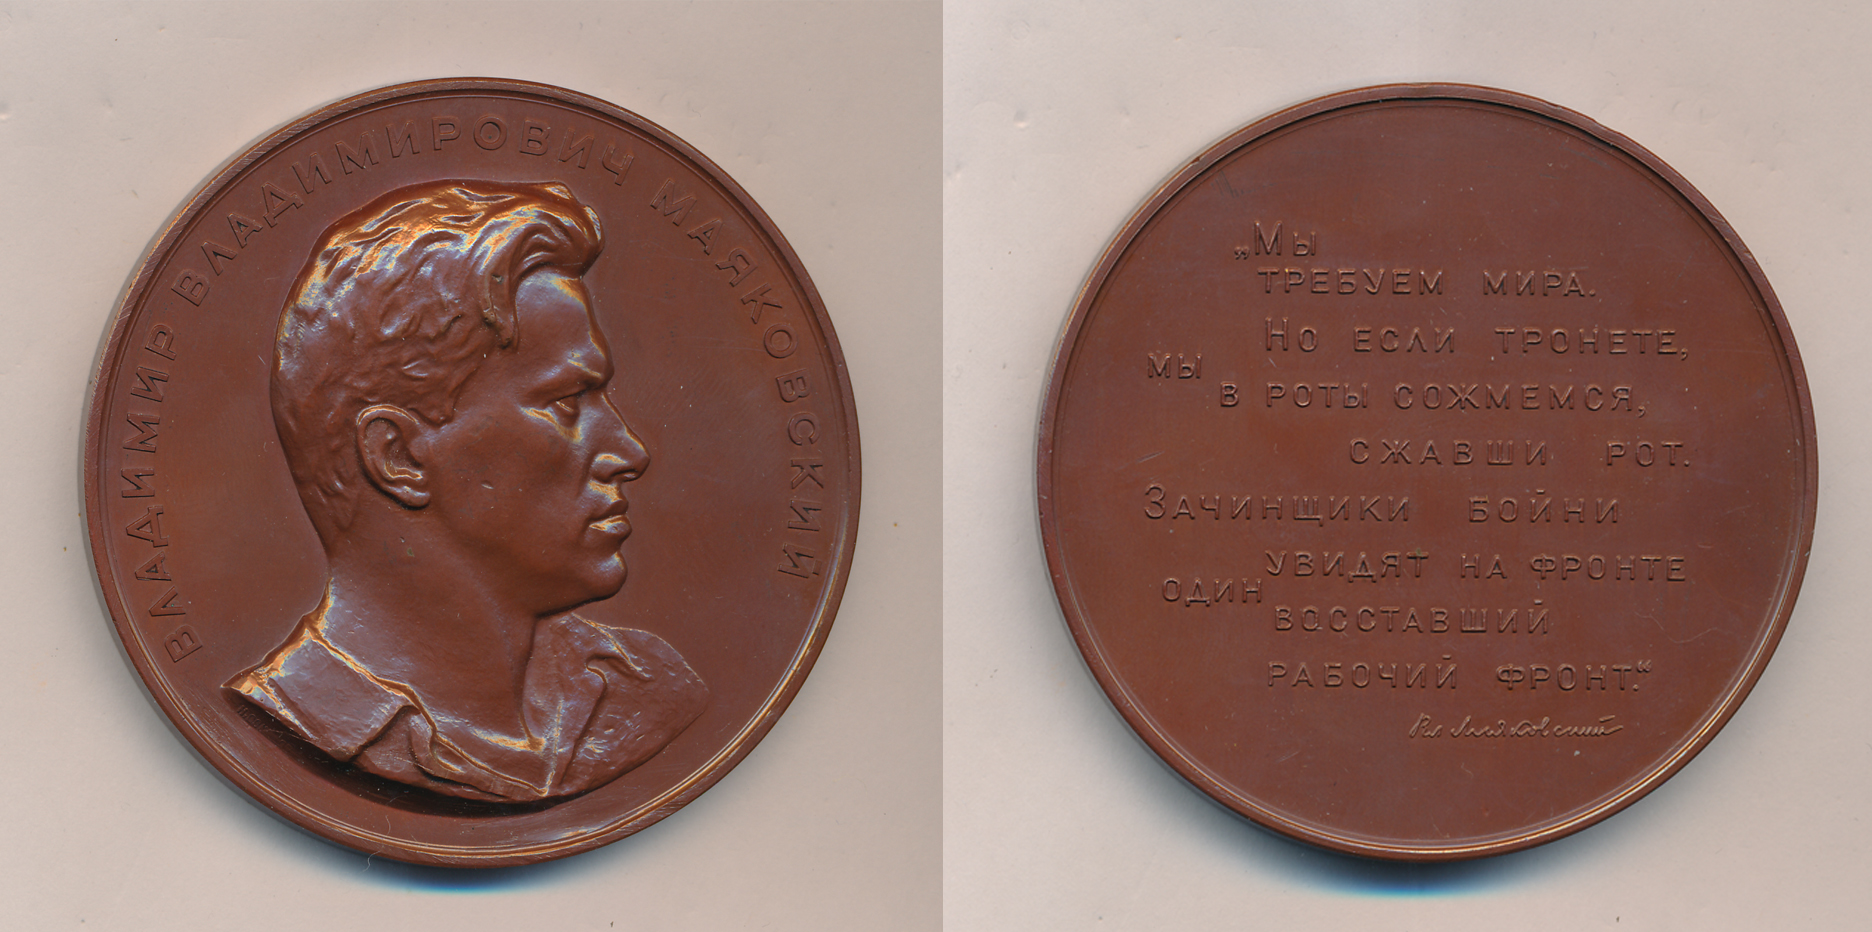 ВЛАДИМИР ВЛАДИМИРОВИЧ МАЯКОВСКИЙ
„Мы
ТРЕБУЕМ МИРА.
Но ЕСЛИ ТРОНЕТЕ,
МЫ
В РОТЫ СОЖМЕМСЯ,
СЖАВШИ РОТ.
ЗАЧИНЩИКИ БОЙНИ
УВИДЯТ НА ФРОНТЕ
ОДИН
ВОССТАВШИЙ
РАБОЧИЙ ФРОНТ.“
Вл Маяковский